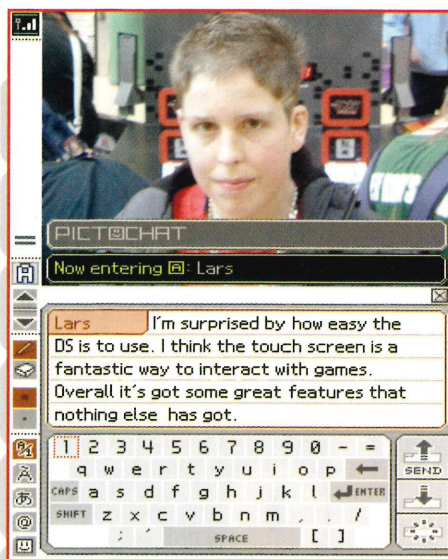 PICTOCHAT
Now entering A: Lars
Lars I'm surprised by how easy the
DS is to use. I think the touch screen is a
fantastic way to interact with games.
Overall it's got some great features that
nothing else has got.
1 2 3 4 5 6 7 8 9 0 - =
q w e r t y u i o p ←
CAPS a s d f g h j k l ENTER
SHIFT z x c v b n m , . /
; ´ SPACE [ ]
SEND